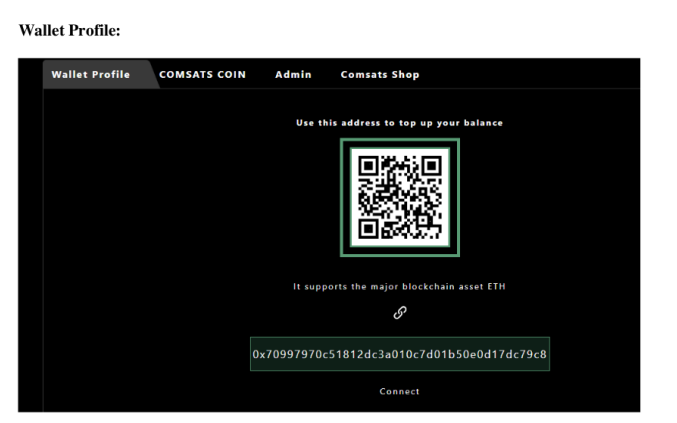 Wallet Profile:
Wallet Profile COMSATS COIN Admin Comsats Shop
Use this address to top up your balance
It supports the major blockchain asset ETH
0x70997970c51812dc3a010c7d01b50e0d17dc79c8
Connect